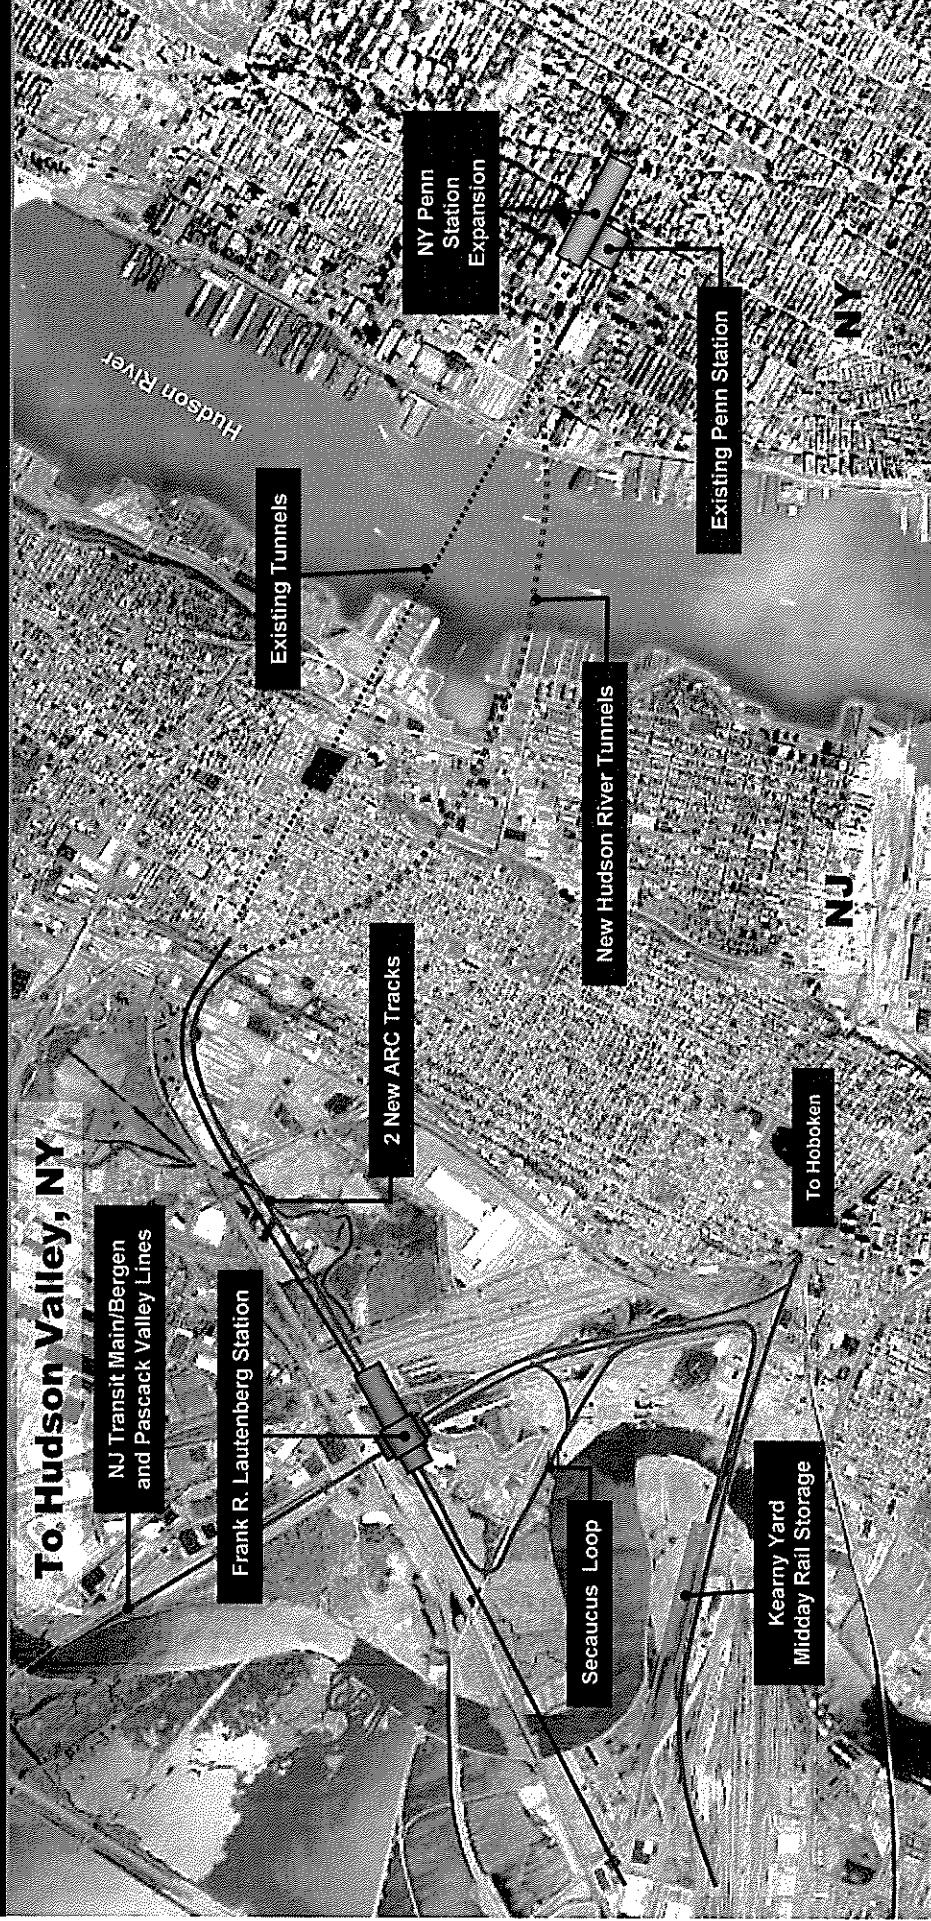 To Hudson Valley, NY
NJ Transit Main/Bergen
and Pascack Valley Lines
Frank R. Lautenberg Station
2 New ARC Tracks
Existing Tunnels
Hudson River
NY Penn
Station
Expansion
Secaucus Loop
Kearny Yard
Midday Rail Storage
To Hoboken
New Hudson River Tunnels
Existing Penn Station
NJ
NY